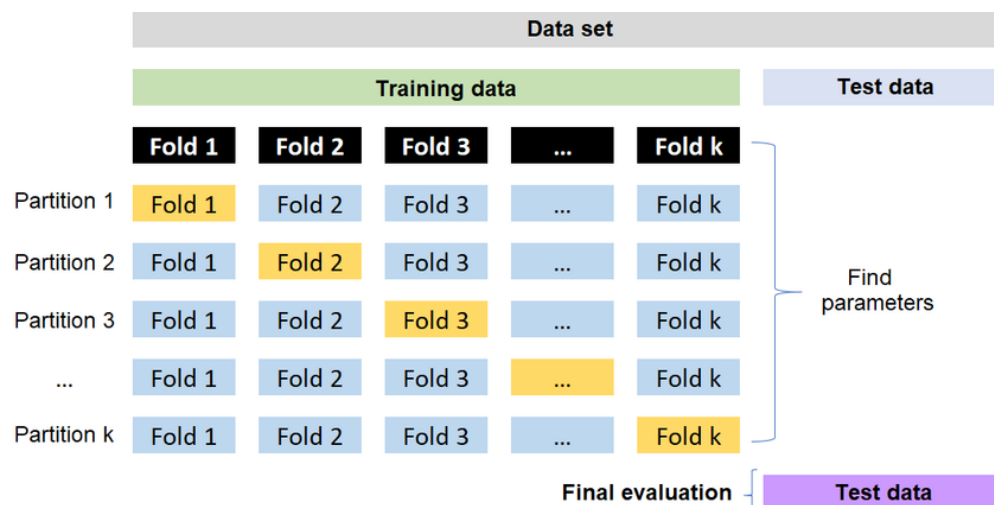 Data set
Training data Test data
Fold 1 Fold 2 Fold 3 ... Fold k
Partition 1 Fold 1 Fold 2 Fold 3 ... Fold k
Partition 2 Fold 1 Fold 2 Fold 3 ... Fold k
Find
parameters
Partition 3 Fold 1 Fold 2 Fold 3 ... Fold k
... Fold 1 Fold 2 Fold 3 ... Fold k
Partition k Fold 1 Fold 2 Fold 3 ... Fold k
Final evaluation Test data